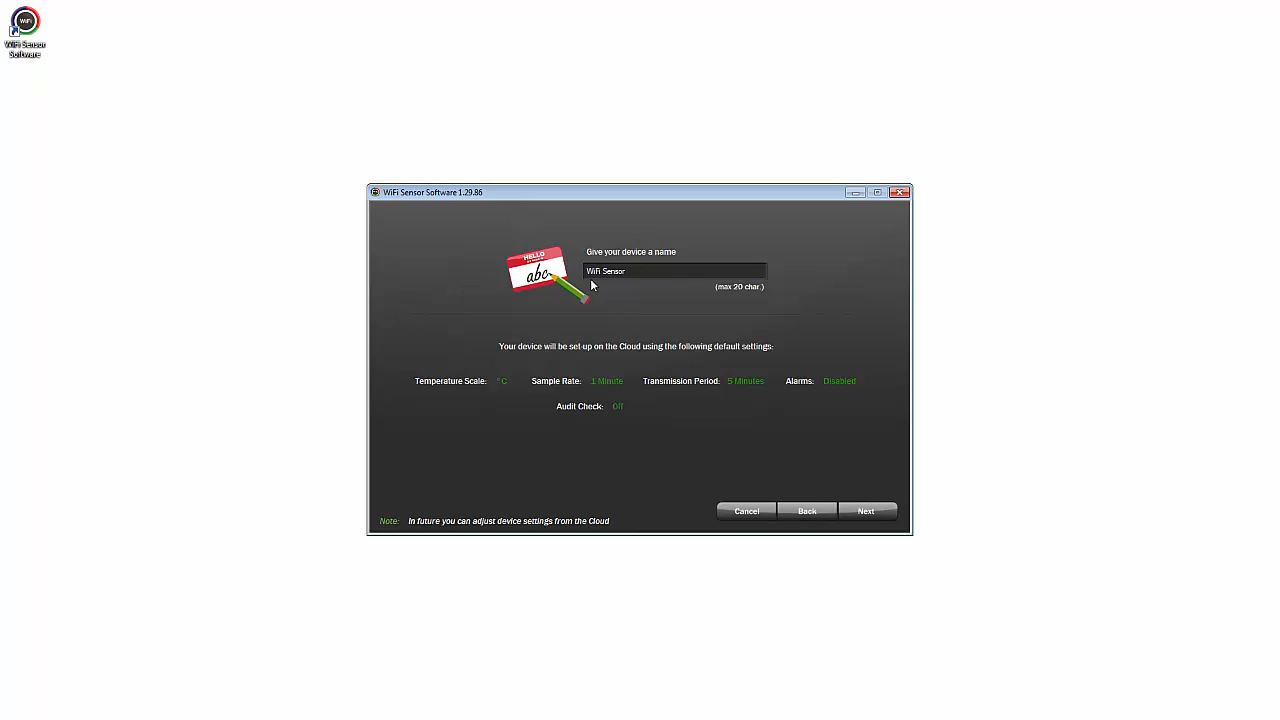 WiFi
WiFi Sensor
Software
WiFi Sensor Software 1.29.86
HELLO
abc
Give your device a name
WiFi Sensor
(max 20 char.)
Your device will be set-up on the Cloud using the following default settings:
Temperature Scale: °C Sample Rate: 1 Minute Transmission Period: 5 Minutes Alarms: Disabled
Audit Check: Off
Cancel Back Next
Note: In future you can adjust device settings from the Cloud